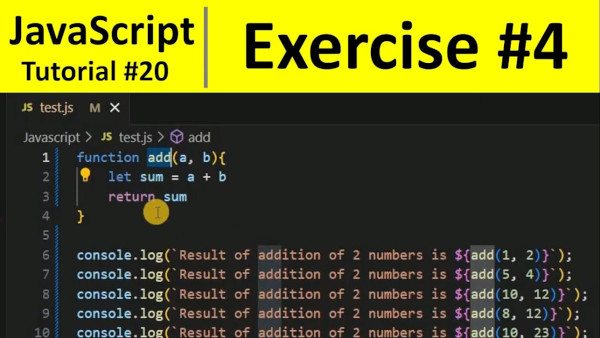 JavaScript
Tutorial #20
Exercise #4
JS test.js M X
Javascript > JS test.js > add
1 function add(a, b){
2 let sum = a + b
3 return sum
4 }
5
6 console.log(`Result of addition of 2 numbers is ${add(1, 2)}`);
7 console.log(`Result of addition of 2 numbers is ${add(5, 4)}`);
8 console.log(`Result of addition of 2 numbers is ${add(10, 12)}`);
9 console.log(`Result of addition of 2 numbers is ${add(8, 12)}`);
10 console.log(`Result of addition of 2 numbers is ${add(10, 23)}`);